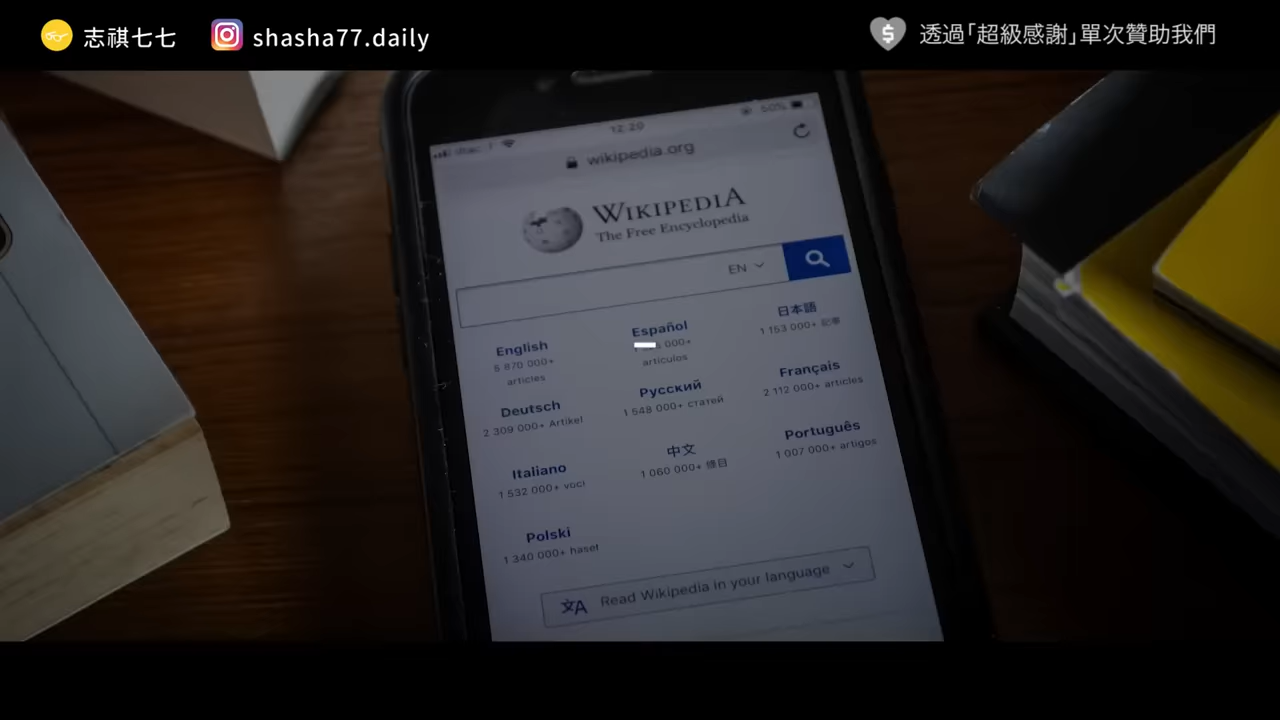 志祺七七
shasha77.daily
透過「超級感謝」單次贊助我們
12:20
50%
wikipedia.org
WIKIPEDIA
The Free Encyclopedia
EN
English
6 870 000+
articles
Español
000+
artículos
日本語
1 153 000+ 記事
Deutsch
2 309 000+ Artikel
Русский
1 548 000+ статей
Français
2 112 000+ articles
Italiano
1 532 000+ voci
中文
1 060 000+ 條目
Português
1 007 000+ artigos
Polski
1 340 000+ haseł
Read Wikipedia in your language